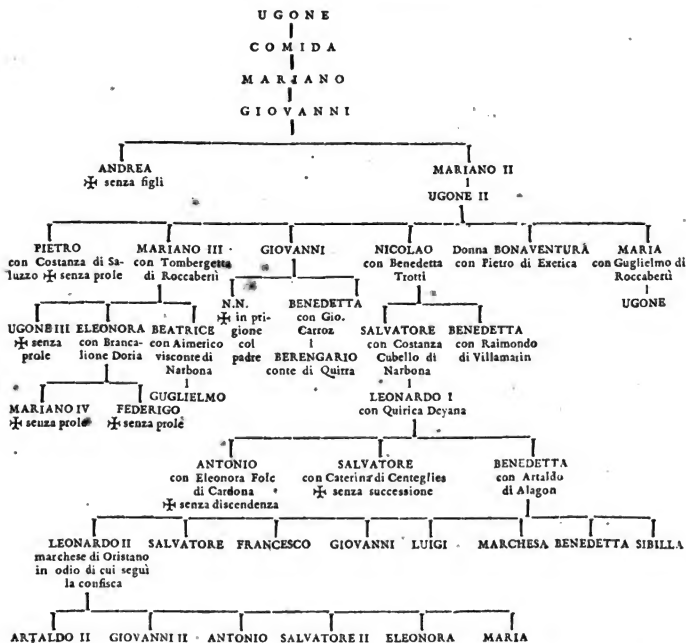 UGONE
COMIDA
MARIANO
GIOVANNI
ANDREA
✠ senza figli
MARIANO II
UGONE II
PIETRO
con Costanza di Sa-
luzzo ✠ senza prole
MARIANO III
con Tombergetta
di Roccaberti
GIOVANNI
NICOLAO
con Benedetta
Trotti
Donna BONAVENTURA
con Pietro di Exerica
MARIA
con Guglielmo di
Roccabertì
UGONE
UGONE III
✠ senza
prole
ELEONORA
con Branca-
lione Doria
BEATRICE
con Aimerico
visconte di
Narbona
GUGLIELMO
N.N.
✠ in pri-
gione
col
padre
BENEDETTA
con Gio.
Carroz
BERENGARIO
conte di Quirra
SALVATORE
con Costanza
Cubello di
Narbona
BENEDETTA
con Raimondo
di Villamarin
MARIANO IV
✠ senza prole
FEDERIGO
✠ senza prole
LEONARDO I
con Quirica Deyana
ANTONIO
con Eleonora Folc
di Cardona
✠ senza discendenza
SALVATORE
con Caterina di Centeglies
✠ senza successione
BENEDETTA
con Artaldo
di Alagon
LEONARDO II
marchese di Oristano
in odio di cui seguì
la confisca
SALVATORE
FRANCESCO
GIOVANNI
LUIGI
MARCHESA
BENEDETTA
SIBILLA
ARTALDO II
GIOVANNI II
ANTONIO
SALVATORE II
ELEONORA
MARIA